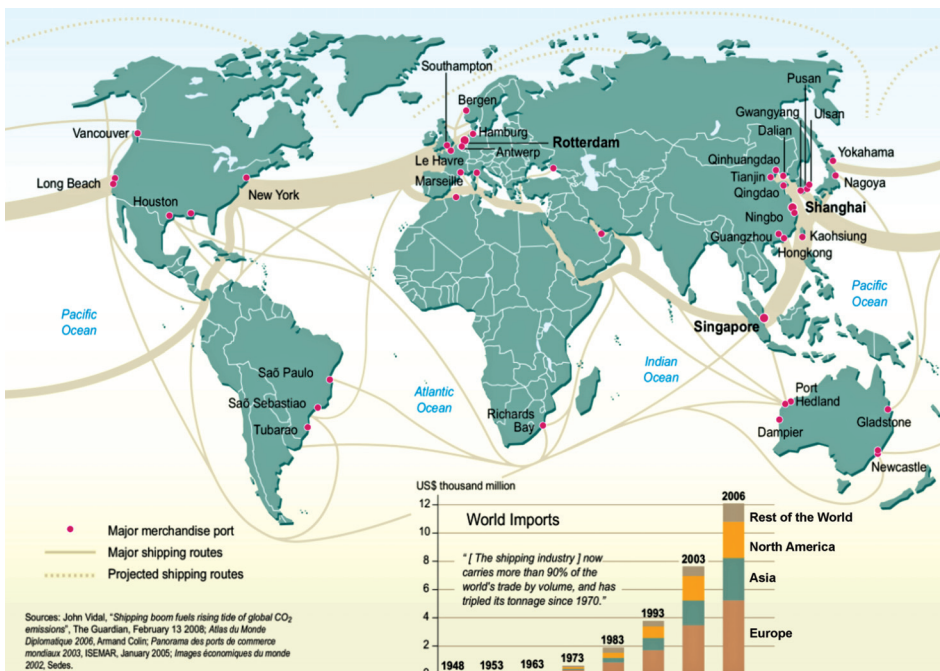 Southampton
Pusan
Bergen
Gwangyang
Ulsan
Vancouver
Hamburg
Dalian
Rotterdam
Antwerp
Yokahama
Le Havre
Qinhuangdao
Long Beach
Marseille
Tianjin
New York
Nagoya
Qingdao
Houston
Shanghai
Ningbo
Guangzhou
Kaohsiung
Hongkong
Pacific
Ocean
Pacific
Ocean
Singapore
Indian
Ocean
Saõ Paulo
Atlantic
Ocean
Port
Hedland
Saõ Sebastiao
Richards
Bay
Gladstone
Tubarao
Dampier
Newcastle
US$ thousand million
2006
12
World Imports
Rest of the World
Major merchandise port
10
North America
Major shipping routes
"[ The shipping industry ] now
carries more than 90% of the
world's trade by volume, and has
tripled its tonnage since 1970."
2003
8
Asia
Projected shipping routes
6
1993
4
Sources: John Vidal, "Shipping boom fuels rising tide of global CO2
emissions", The Guardian, February 13 2008; Atlas du Monde
Diplomatique 2006, Armand Colin; Panorama des ports de commerce
mondiaux 2003, ISEMAR, January 2005; Images économiques du monde
2002, Sedes.
Europe
1983
2
1948 1953 1963 1973